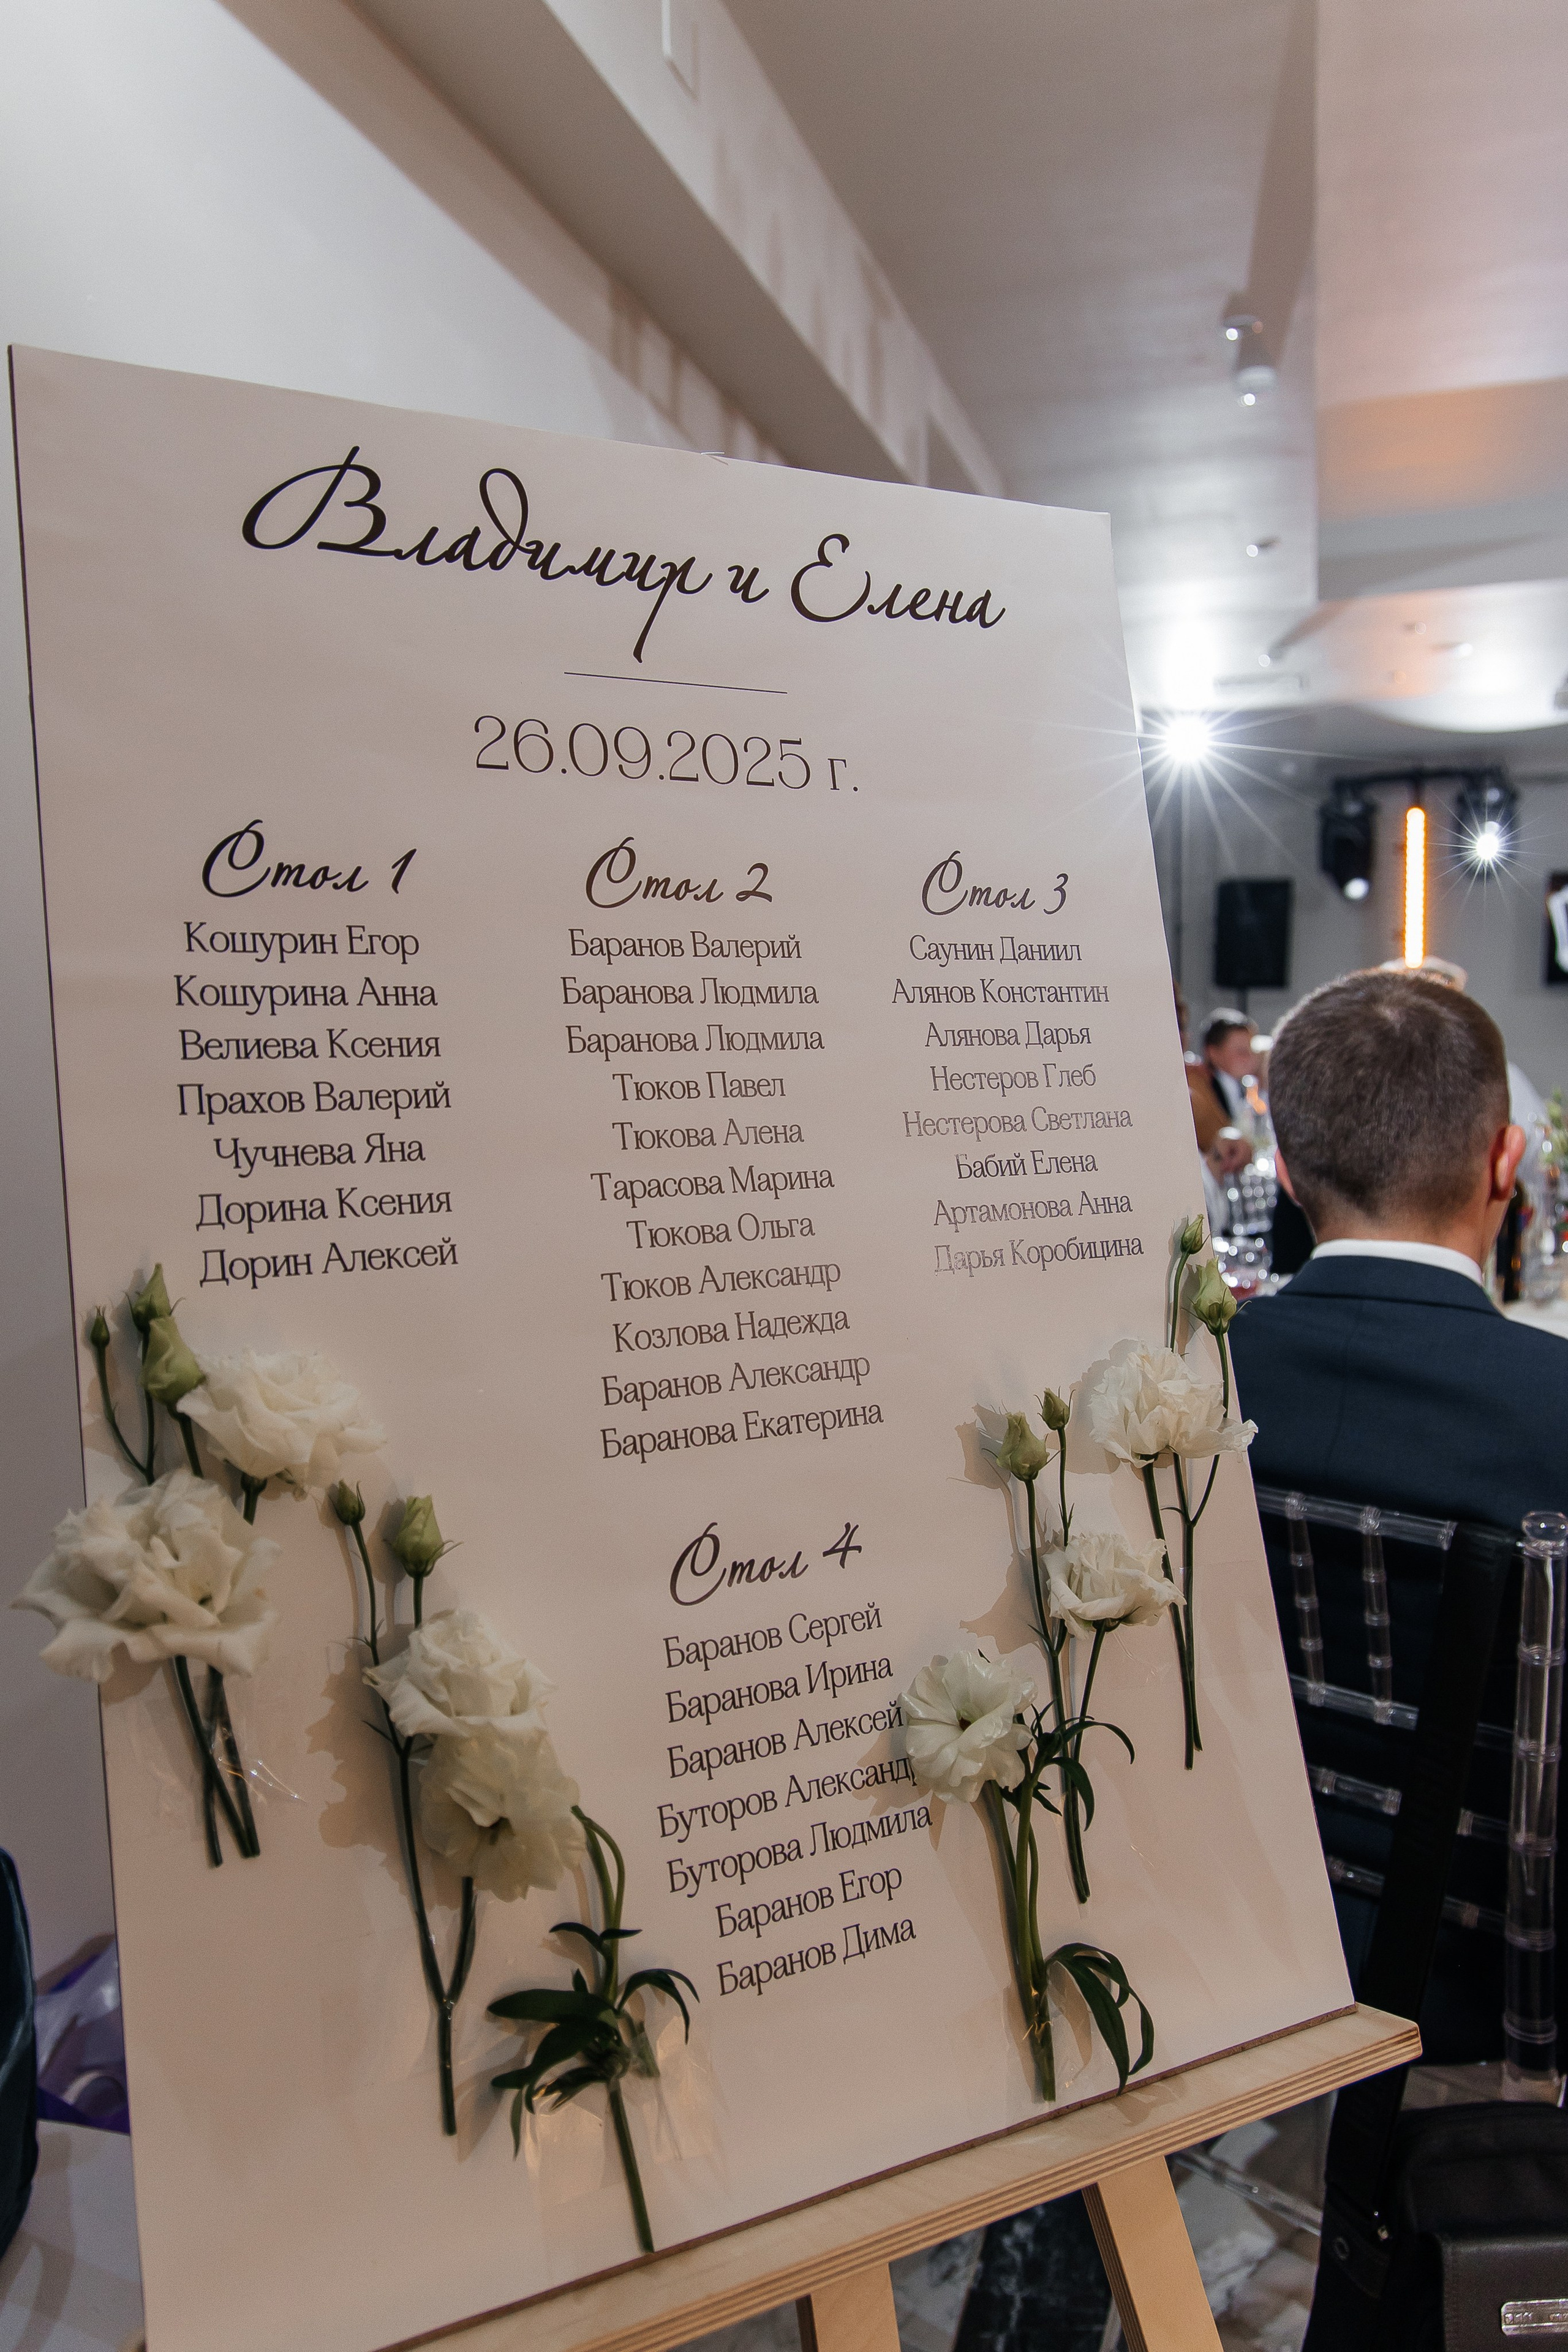 Владимир и Елена
26.09.2025 г.
Стол 1
Кошурин Егор
Кошурина Анна
Велиева Ксения
Прахов Валерий
Чучнева Яна
Дорина Ксения
Дорин Алексей
Стол 2
Баранов Валерий
Баранова Людмила
Баранова Людмила
Тюков Павел
Тюкова Алена
Тарасова Марина
Тюкова Ольга
Тюков Александр
Козлова Надежда
Баранов Александр
Баранова Екатерина
Стол 3
Саунин Даниил
Алянов Константин
Алянова Дарья
Нестеров Глеб
Нестерова Светлана
Бабий Елена
Артамонова Анна
Дарья Коробицина
Стол 4
Баранов Сергей
Баранова Ирина
Баранов Алексей
Буторов Александр
Буторова Людмила
Баранов Егор
Баранов Дима